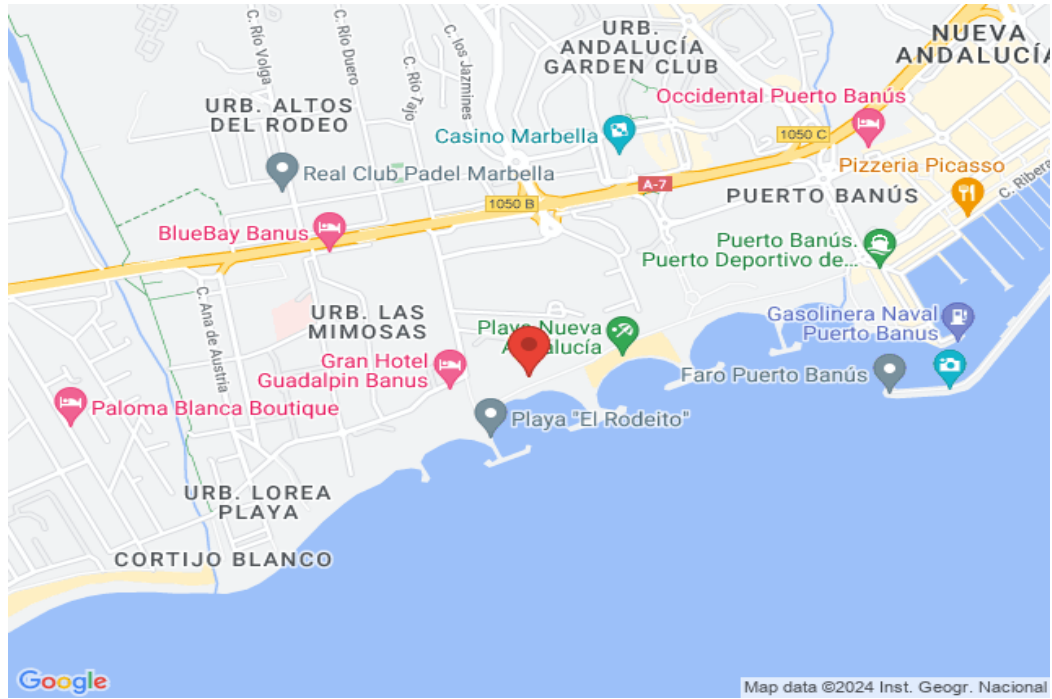 C. Río Volga
C. Río Duero
C. Río Tajo
C. los Jazmines
URB.
ANDALUCÍA
GARDEN CLUB
NUEVA
ANDALUCÍA
URB. ALTOS
DEL RODEO
Occidental Puerto Banús
Casino Marbella
1050 C
Real Club Padel Marbella
A-7
Pizzeria Picasso
1050 B
PUERTO BANÚS
C. Ribera
BlueBay Banus
Puerto Banús.
Puerto Deportivo de...
C. Ana de Austria
URB. LAS
MIMOSAS
Playa Nueva
Andalucía
Gasolinera Naval
Puerto Banus
Gran Hotel
Guadalpin Banus
Faro Puerto Banús
Paloma Blanca Boutique
Playa "El Rodeito"
URB. LOREA
PLAYA
CORTIJO BLANCO
Google
Map data ©2024 Inst. Geogr. Nacional